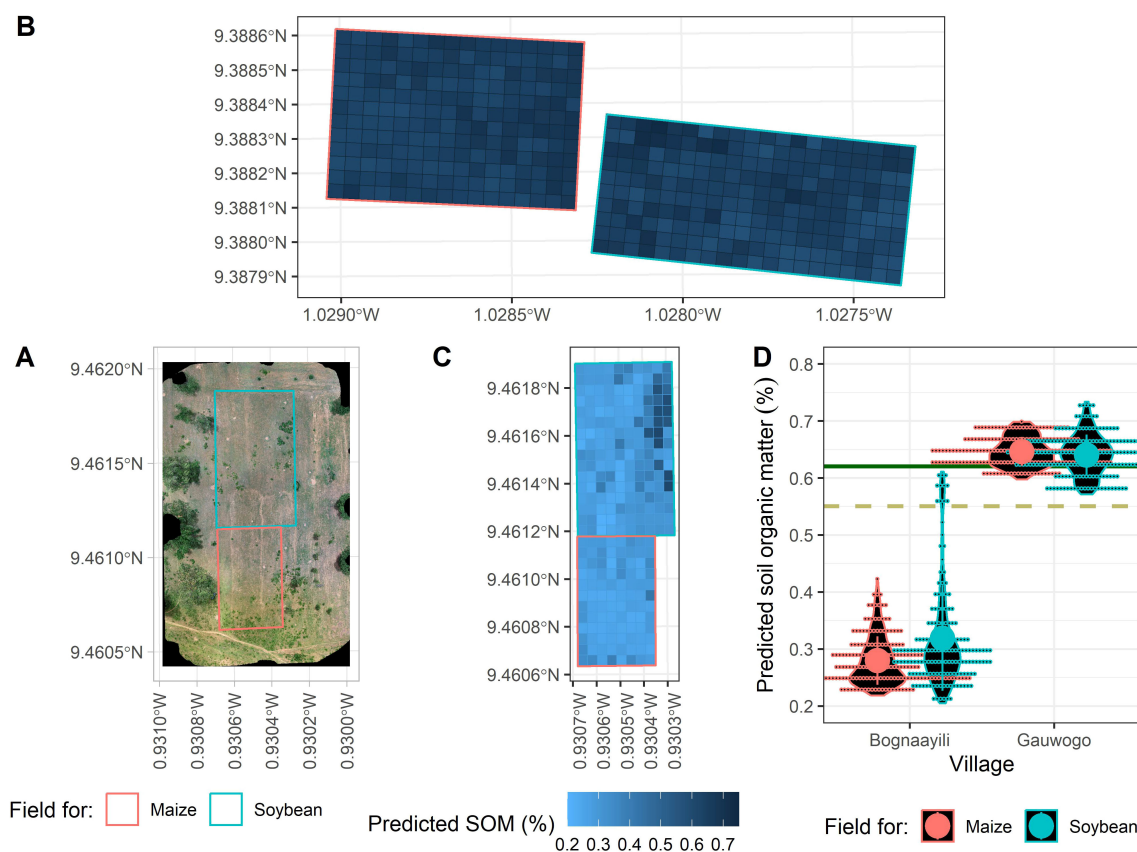 B
9.3886°N
9.3885°N
9.3884°N
9.3883°N
9.3882°N
9.3881°N
9.3880°N
9.3879°N
1.0290°W 1.0285°W 1.0280°W 1.0275°W
A
9.4620°N
9.4615°N
9.4610°N
9.4605°N
0.9310°W 0.9308°W 0.9306°W 0.9304°W 0.9302°W 0.9300°W
C
9.4618°N
9.4616°N
9.4614°N
9.4612°N
9.4610°N
9.4608°N
9.4606°N
0.9307°W 0.9306°W 0.9305°W 0.9304°W 0.9303°W
D
Predicted soil organic matter (%)
0.8
0.7
0.6
0.5
0.4
0.3
0.2
Bognaayili Gauwogo
Village
Field for: Maize Soybean
Predicted SOM (%)
0.2 0.3 0.4 0.5 0.6 0.7
Field for: Maize Soybean